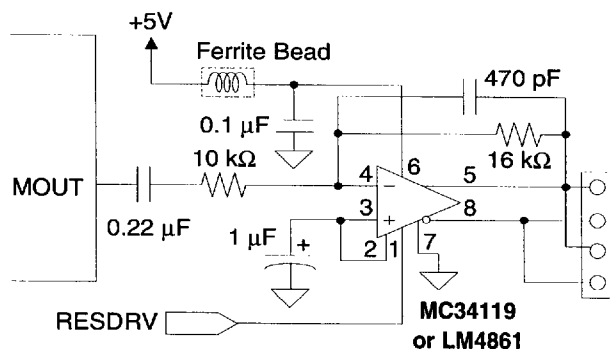 +5V
Ferrite Bead
470 pF
0.1 µF
10 kΩ
16 kΩ
MOUT
0.22 µF
4
6
5
3
8
2
1
7
1 µF
+
−
+
RESDRV
MC34119
or LM4861